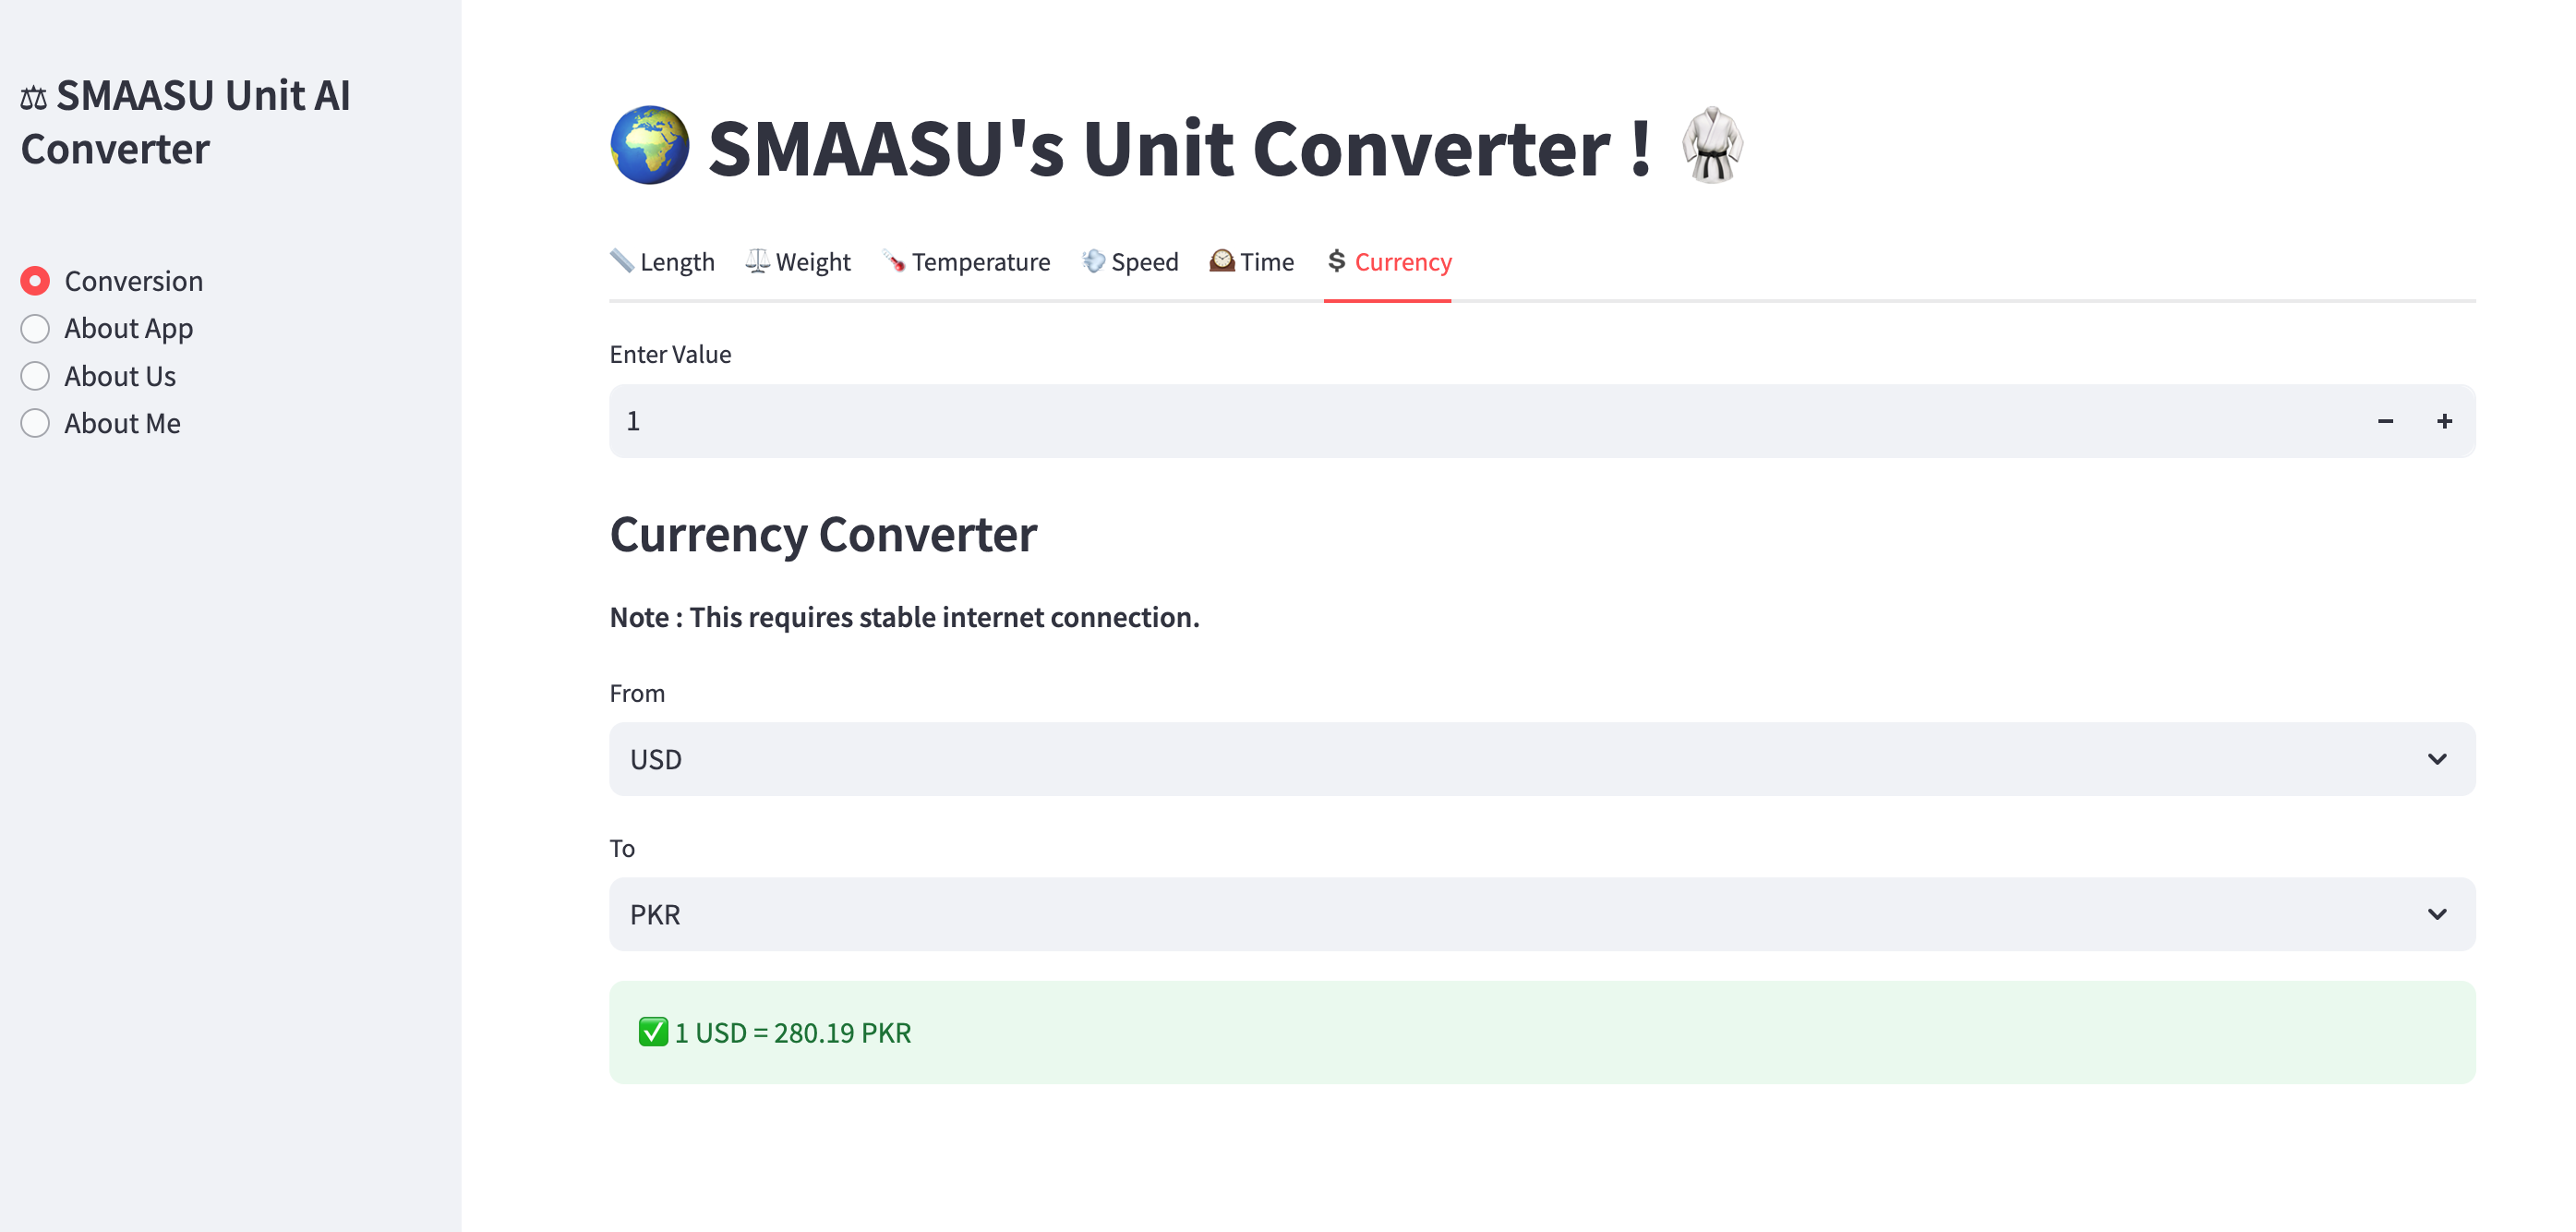 ⚖ SMAASU Unit AI
Converter
Conversion
About App
About Us
About Me
🌍 SMAASU's Unit Converter ! 🥋
📏 Length ⚖️ Weight 🌡️ Temperature 💨 Speed 🕰️ Time 💲 Currency
Enter Value
1
Currency Converter
Note : This requires stable internet connection.
From
USD
To
PKR
✅ 1 USD = 280.19 PKR